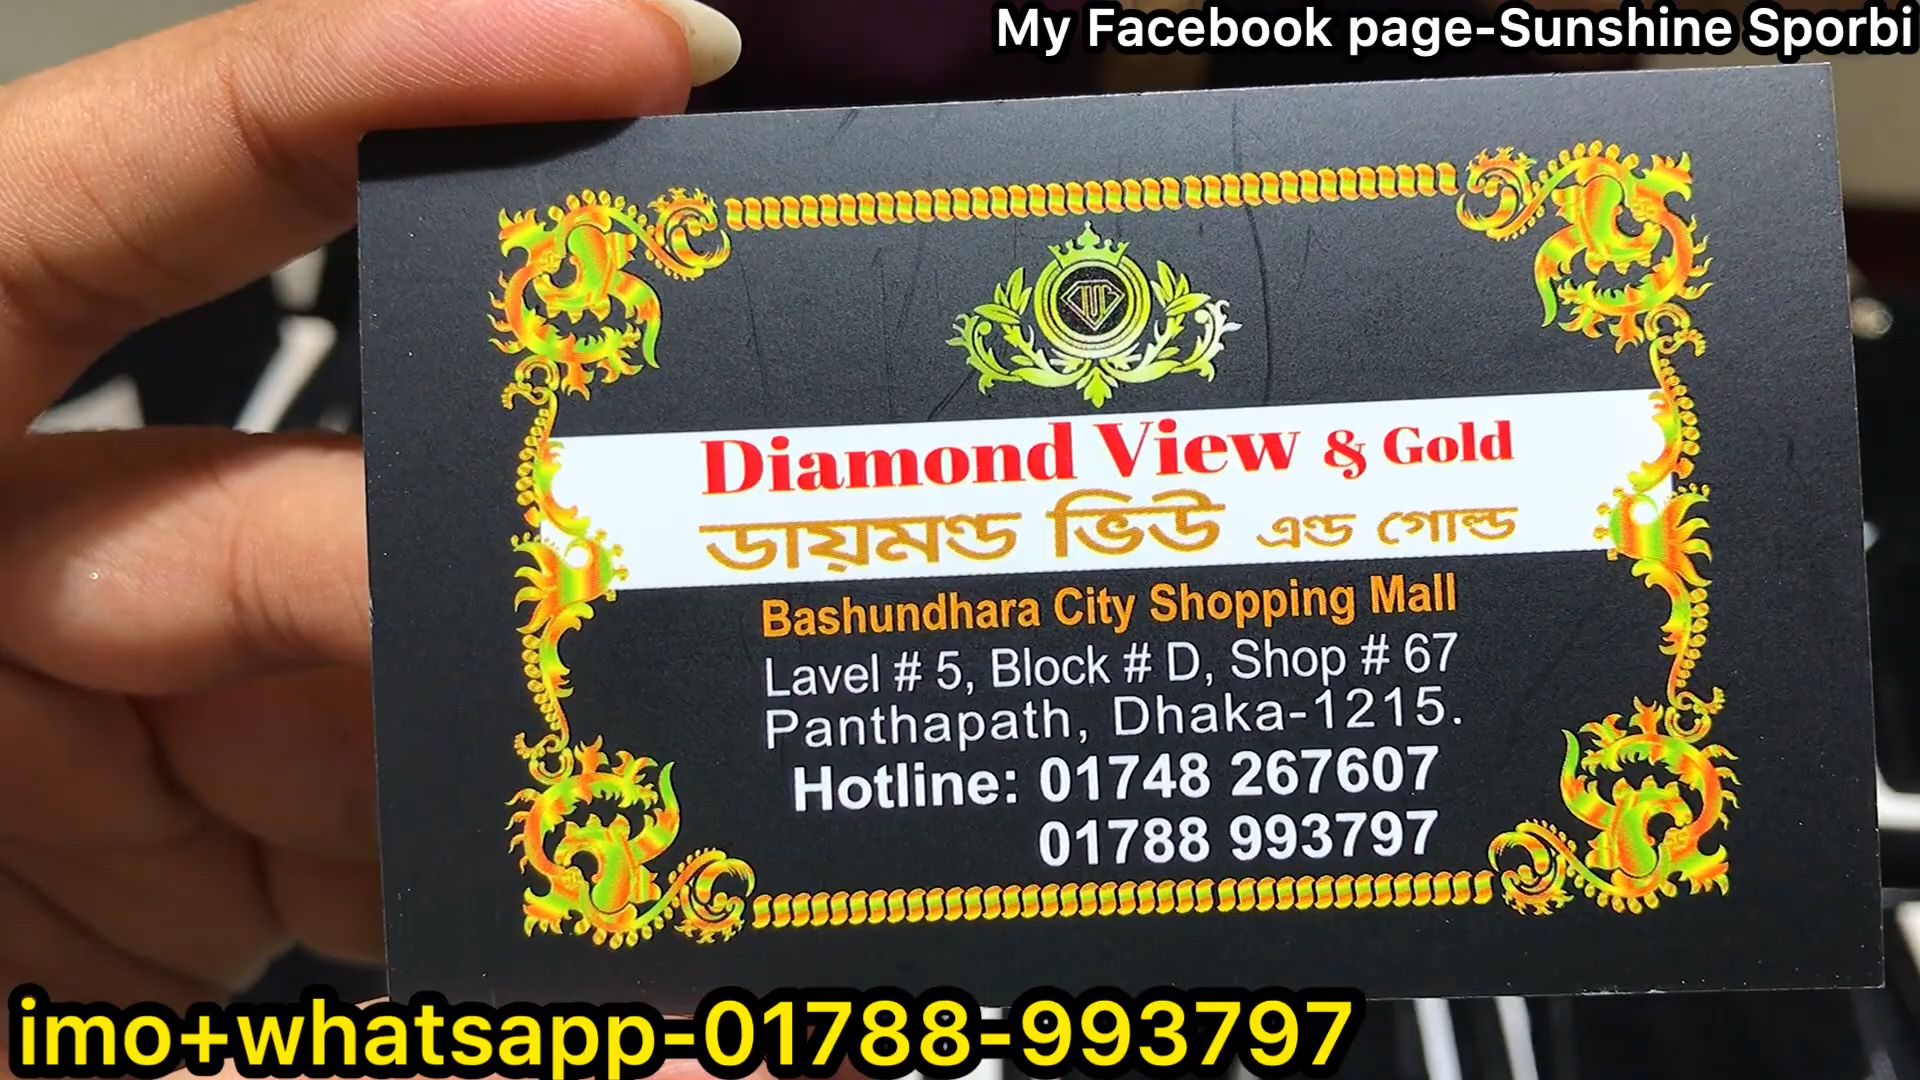 My Facebook page-Sunshine Sporbi
Diamond View & Gold
ডায়মণ্ড ভিউ এণ্ড গোল্ড
Bashundhara City Shopping Mall
Lavel # 5, Block # D, Shop # 67
Panthapath, Dhaka-1215.
Hotline: 01748 267607
01788 993797
imo+whatsapp-01788-993797